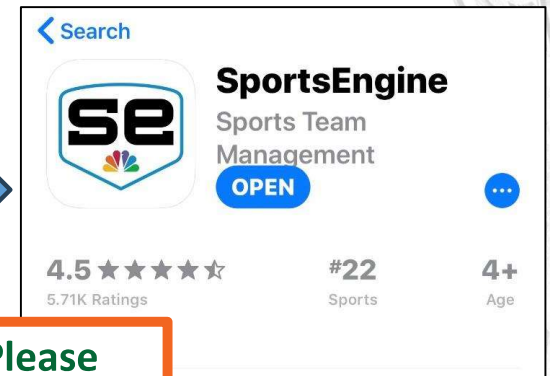 Search
se
SportsEngine
Sports Team
Management
OPEN
4.5
#22
4+
5.71K Ratings
Sports
Age
Please